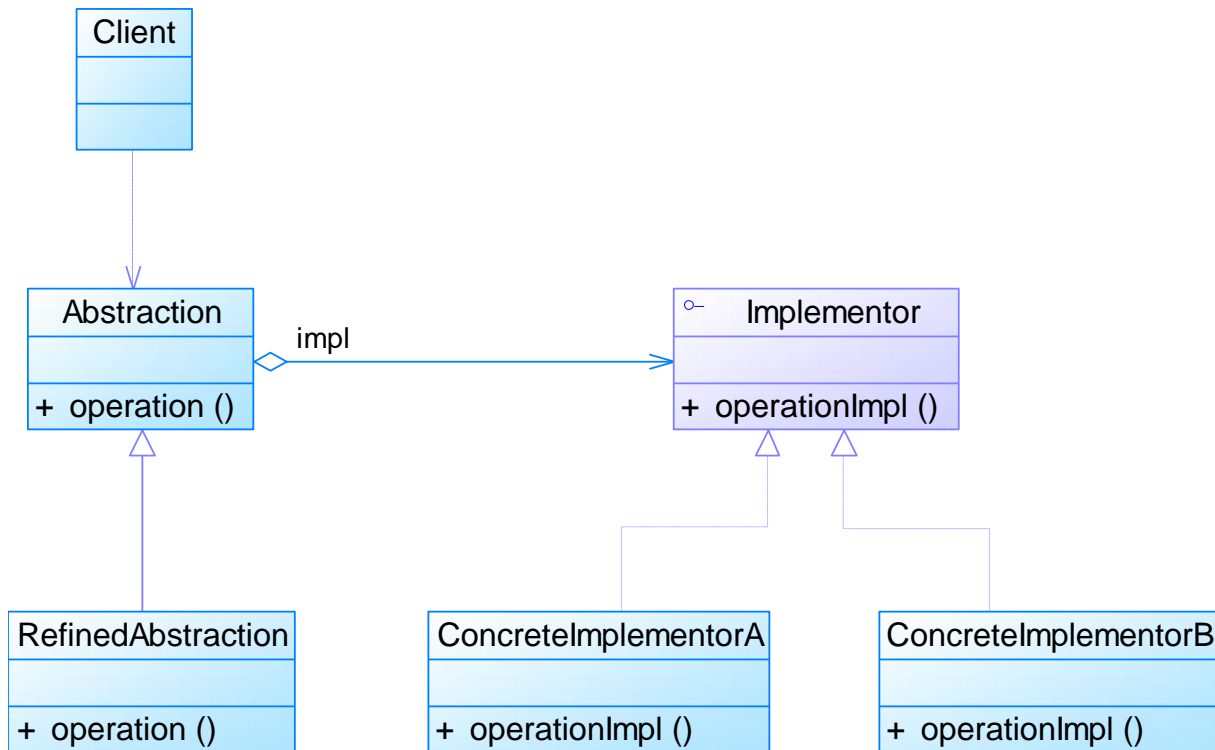 Client
Abstraction
impl
Implementor
+ operation ()
+ operationImpl ()
RefinedAbstraction
ConcreteImplementorA
ConcreteImplementorB
+ operation ()
+ operationImpl ()
+ operationImpl ()